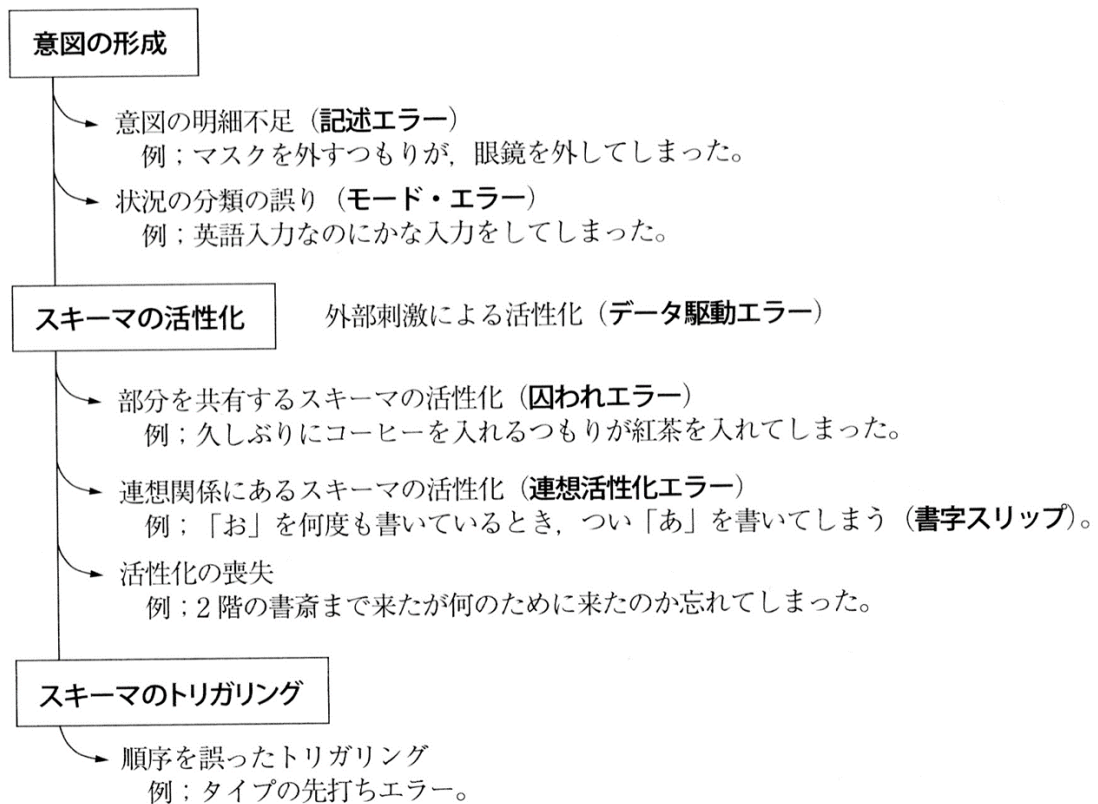 意図の形成
意図の明細不足（記述エラー）
例；マスクを外すつもりが，眼鏡を外してしまった。
状況の分類の誤り（モード・エラー）
例；英語入力なのにかな入力をしてしまった。
スキーマの活性化　外部刺激による活性化（データ駆動エラー）
部分を共有するスキーマの活性化（囚われエラー）
例；久しぶりにコーヒーを入れるつもりが紅茶を入れてしまった。
連想関係にあるスキーマの活性化（連想活性化エラー）
例；「お」を何度も書いているとき，つい「あ」を書いてしまう（書字スリップ）。
活性化の喪失
例；2階の書斎まで来たが何のために来たのか忘れてしまった。
スキーマのトリガリング
順序を誤ったトリガリング
例；タイプの先打ちエラー。